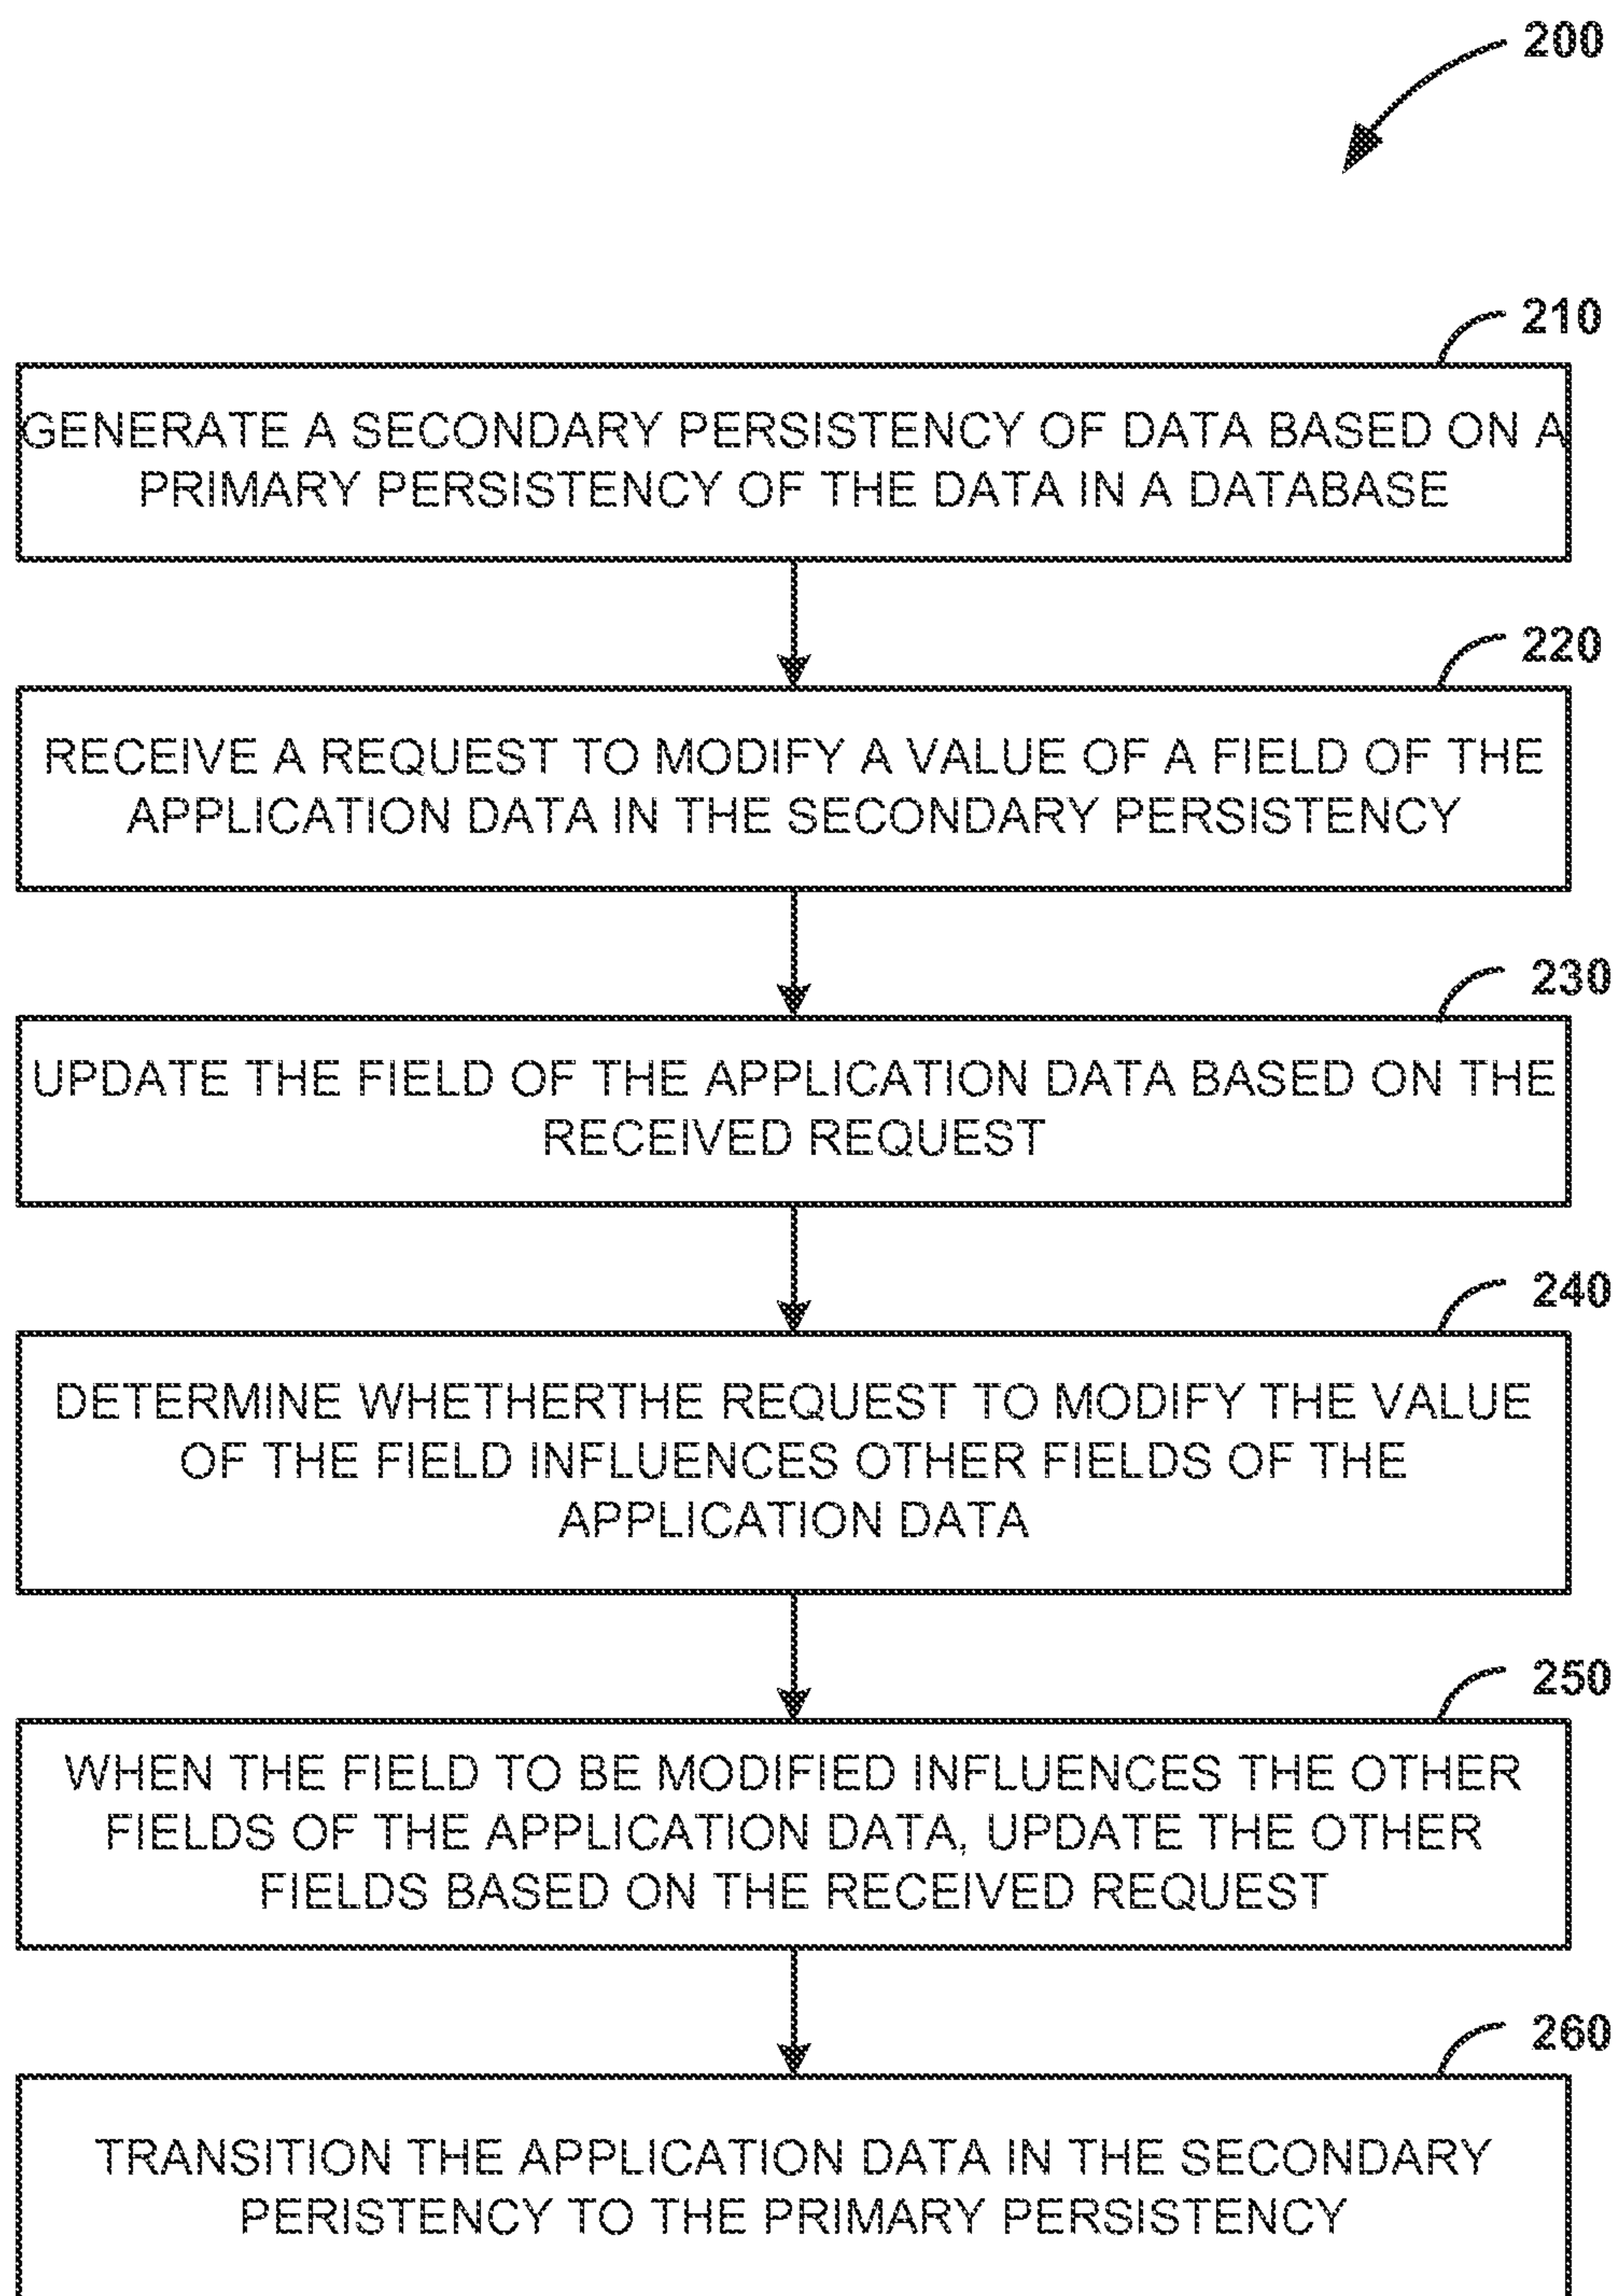 200
210
GENERATE A SECONDARY PERSISTENCY OF DATA BASED ON A
PRIMARY PERSISTENCY OF THE DATA IN A DATABASE
220
RECEIVE A REQUEST TO MODIFY A VALUE OF A FIELD OF THE
APPLICATION DATA IN THE SECONDARY PERSISTENCY
230
UPDATE THE FIELD OF THE APPLICATION DATA BASED ON THE
RECEIVED REQUEST
240
DETERMINE WHETHERTHE REQUEST TO MODIFY THE VALUE
OF THE FIELD INFLUENCES OTHER FIELDS OF THE
APPLICATION DATA
250
WHEN THE FIELD TO BE MODIFIED INFLUENCES THE OTHER
FIELDS OF THE APPLICATION DATA, UPDATE THE OTHER
FIELDS BASED ON THE RECEIVED REQUEST
260
TRANSITION THE APPLICATION DATA IN THE SECONDARY
PERISTENCY TO THE PRIMARY PERSISTENCY